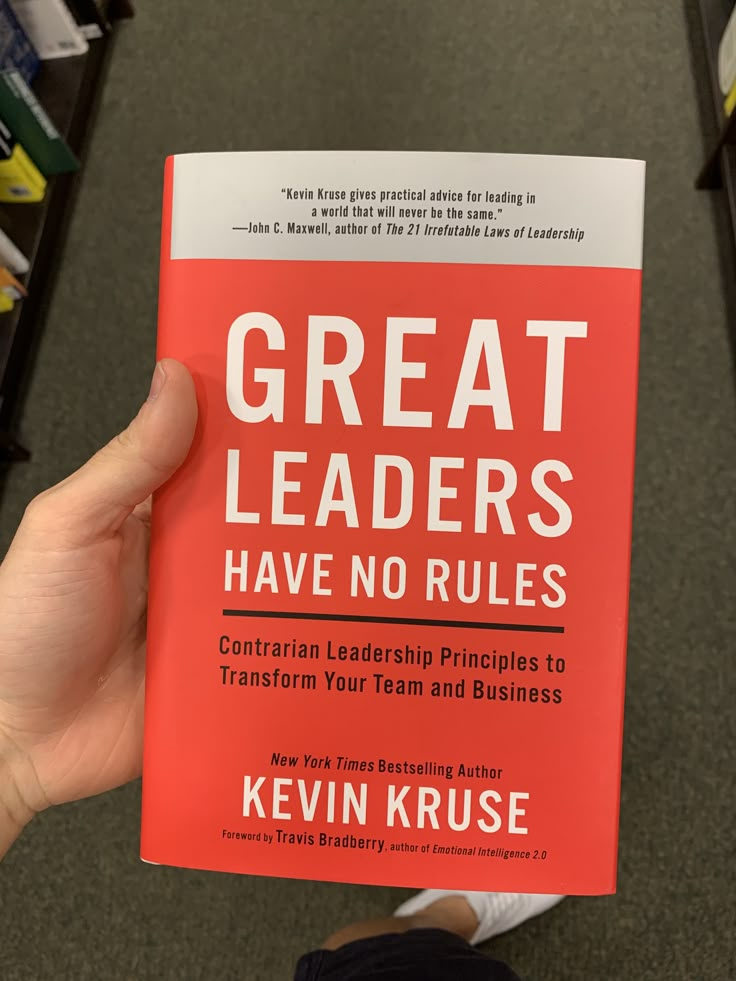 “Kevin Kruse gives practical advice for leading in
a world that will never be the same.”
—John C. Maxwell, author of The 21 Irrefutable Laws of Leadership
GREAT
LEADERS
HAVE NO RULES
Contrarian Leadership Principles to
Transform Your Team and Business
New York Times Bestselling Author
KEVIN KRUSE
Foreword by Travis Bradberry, author of Emotional Intelligence 2.0